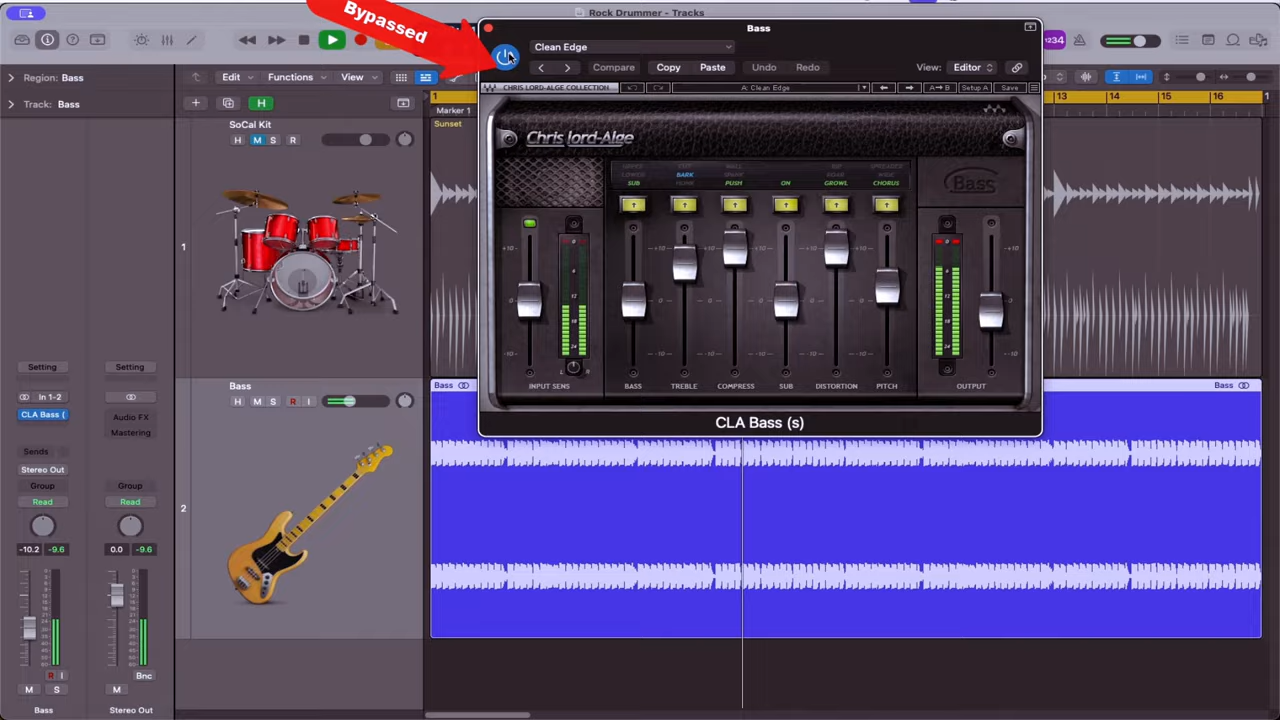 Rock Drummer - Tracks
Bypassed
Bass
Clean Edge
Compare
Copy
Paste
Undo
Redo
View:
Editor
1234
Region: Bass
Track: Bass
Edit
Functions
View
H
1
Marker 1
Sunset
13
14
15
16
CHRIS LORD-ALGE COLLECTION
A: Clean Edge
A→B
Setup A
Save
Chris lord-Alge
Bass
SUB
BARK
PUSH
ON
GROWL
CHORUS
INPUT SENS
BASS
TREBLE
COMPRESS
SUB
DISTORTION
PITCH
OUTPUT
CLA Bass (s)
SoCal Kit
H M S R
1
Bass
H M S R I
2
Bass
Bass
Setting
Setting
In 1-2
CLA Bass (
Audio FX
Mastering
Sends
Stereo Out
Group
Group
Read
Read
-10.2
-9.6
0.0
-9.6
R I
Bnc
M S
M
Bass
Stereo Out